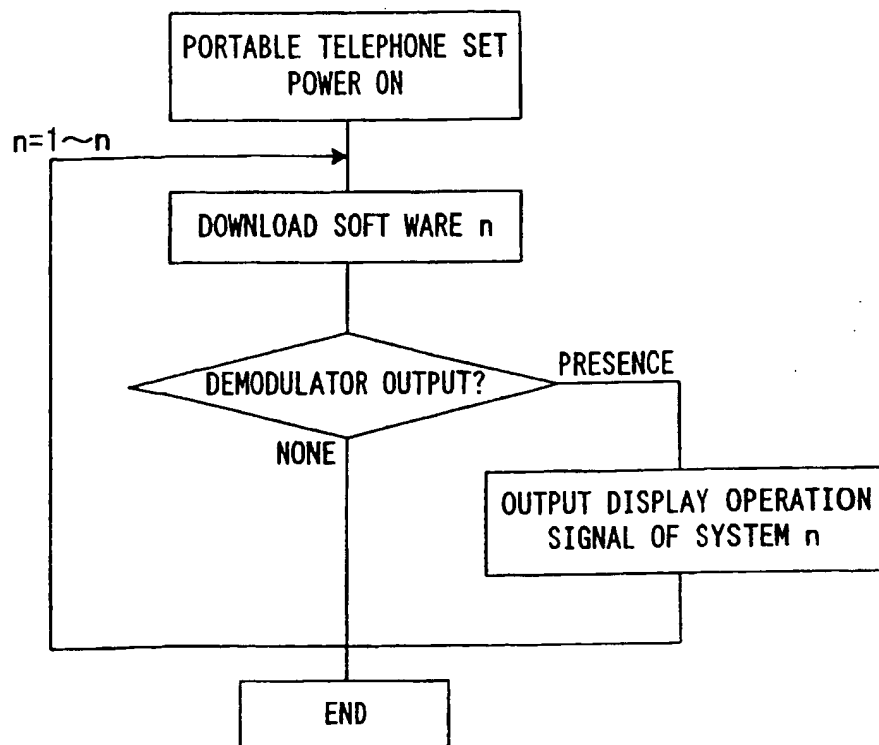 PORTABLE TELEPHONE SET
POWER ON
n=1~n
DOWNLOAD SOFT WARE n
DEMODULATOR OUTPUT?
PRESENCE
NONE
OUTPUT DISPLAY OPERATION
SIGNAL OF SYSTEM n
END